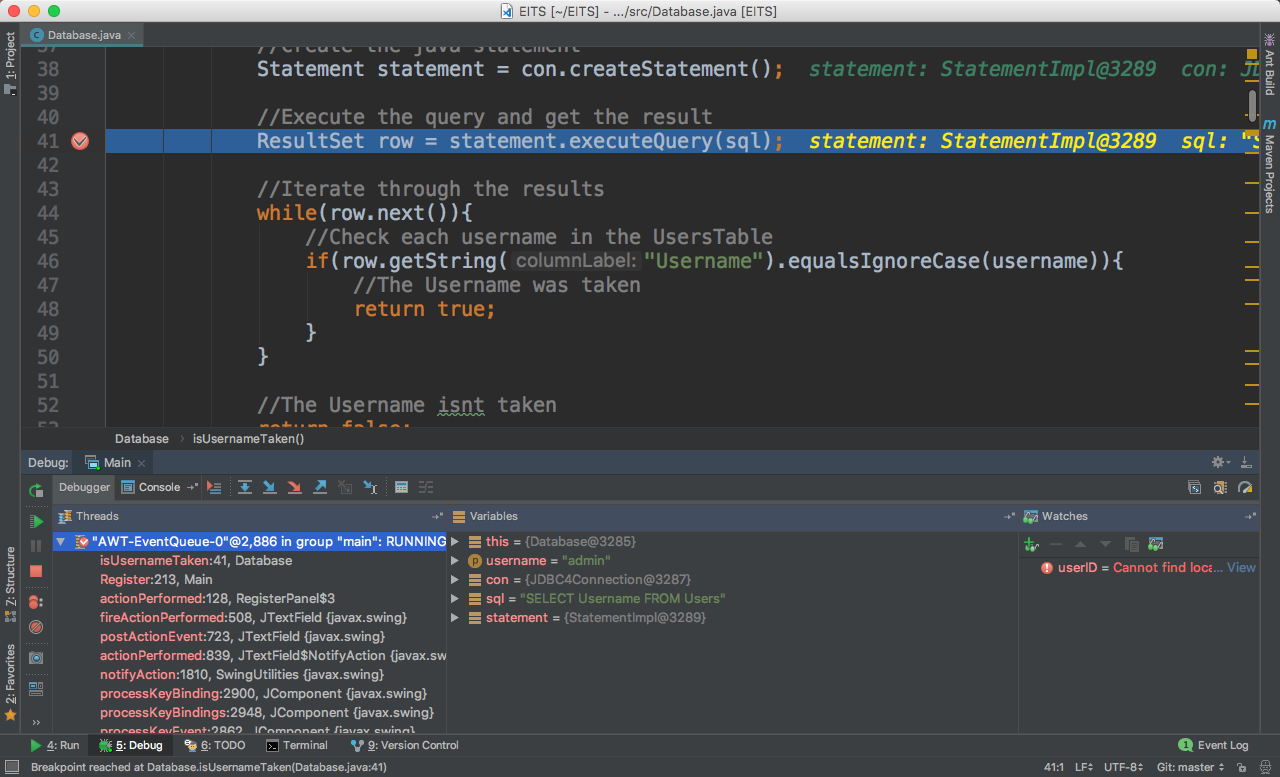 EITS [~/EITS] - .../src/Database.java [EITS]
Database.java
1: Project
Z: Structure
2: Favorites
Ant Build
Maven Projects
37 //Create the java statement
38 Statement statement = con.createStatement(); statement: StatementImpl@3289 con: JD
39
40 //Execute the query and get the result
41 ResultSet row = statement.executeQuery(sql); statement: StatementImpl@3289 sql: "S
42
43 //Iterate through the results
44 while(row.next()){
45 //Check each username in the UsersTable
46 if(row.getString( columnLabel: "Username").equalsIgnoreCase(username)){
47 //The Username was taken
48 return true;
49 }
50 }
51
52 //The Username isnt taken
53 return false;
Database › isUsernameTaken()
Debug: Main
Debugger Console
Threads
"AWT-EventQueue-0"@2,886 in group "main": RUNNING
isUsernameTaken:41, Database
Register:213, Main
actionPerformed:128, RegisterPanel$3
fireActionPerformed:508, JTextField {javax.swing}
postActionEvent:723, JTextField {javax.swing}
actionPerformed:839, JTextField$NotifyAction {javax.sw
notifyAction:1810, SwingUtilities {javax.swing}
processKeyBinding:2900, JComponent {javax.swing}
processKeyBindings:2948, JComponent {javax.swing}
processKeyEvent:2862, JComponent {javax.swing}
Variables
this = {Database@3285}
username = "admin"
con = {JDBC4Connection@3287}
sql = "SELECT Username FROM Users"
statement = {StatementImpl@3289}
Watches
userID = Cannot find loca... View
4: Run 5: Debug 6: TODO Terminal 9: Version Control 1 Event Log
Breakpoint reached at Database.isUsernameTaken(Database.java:41) 41:1 LF UTF-8 Git: master